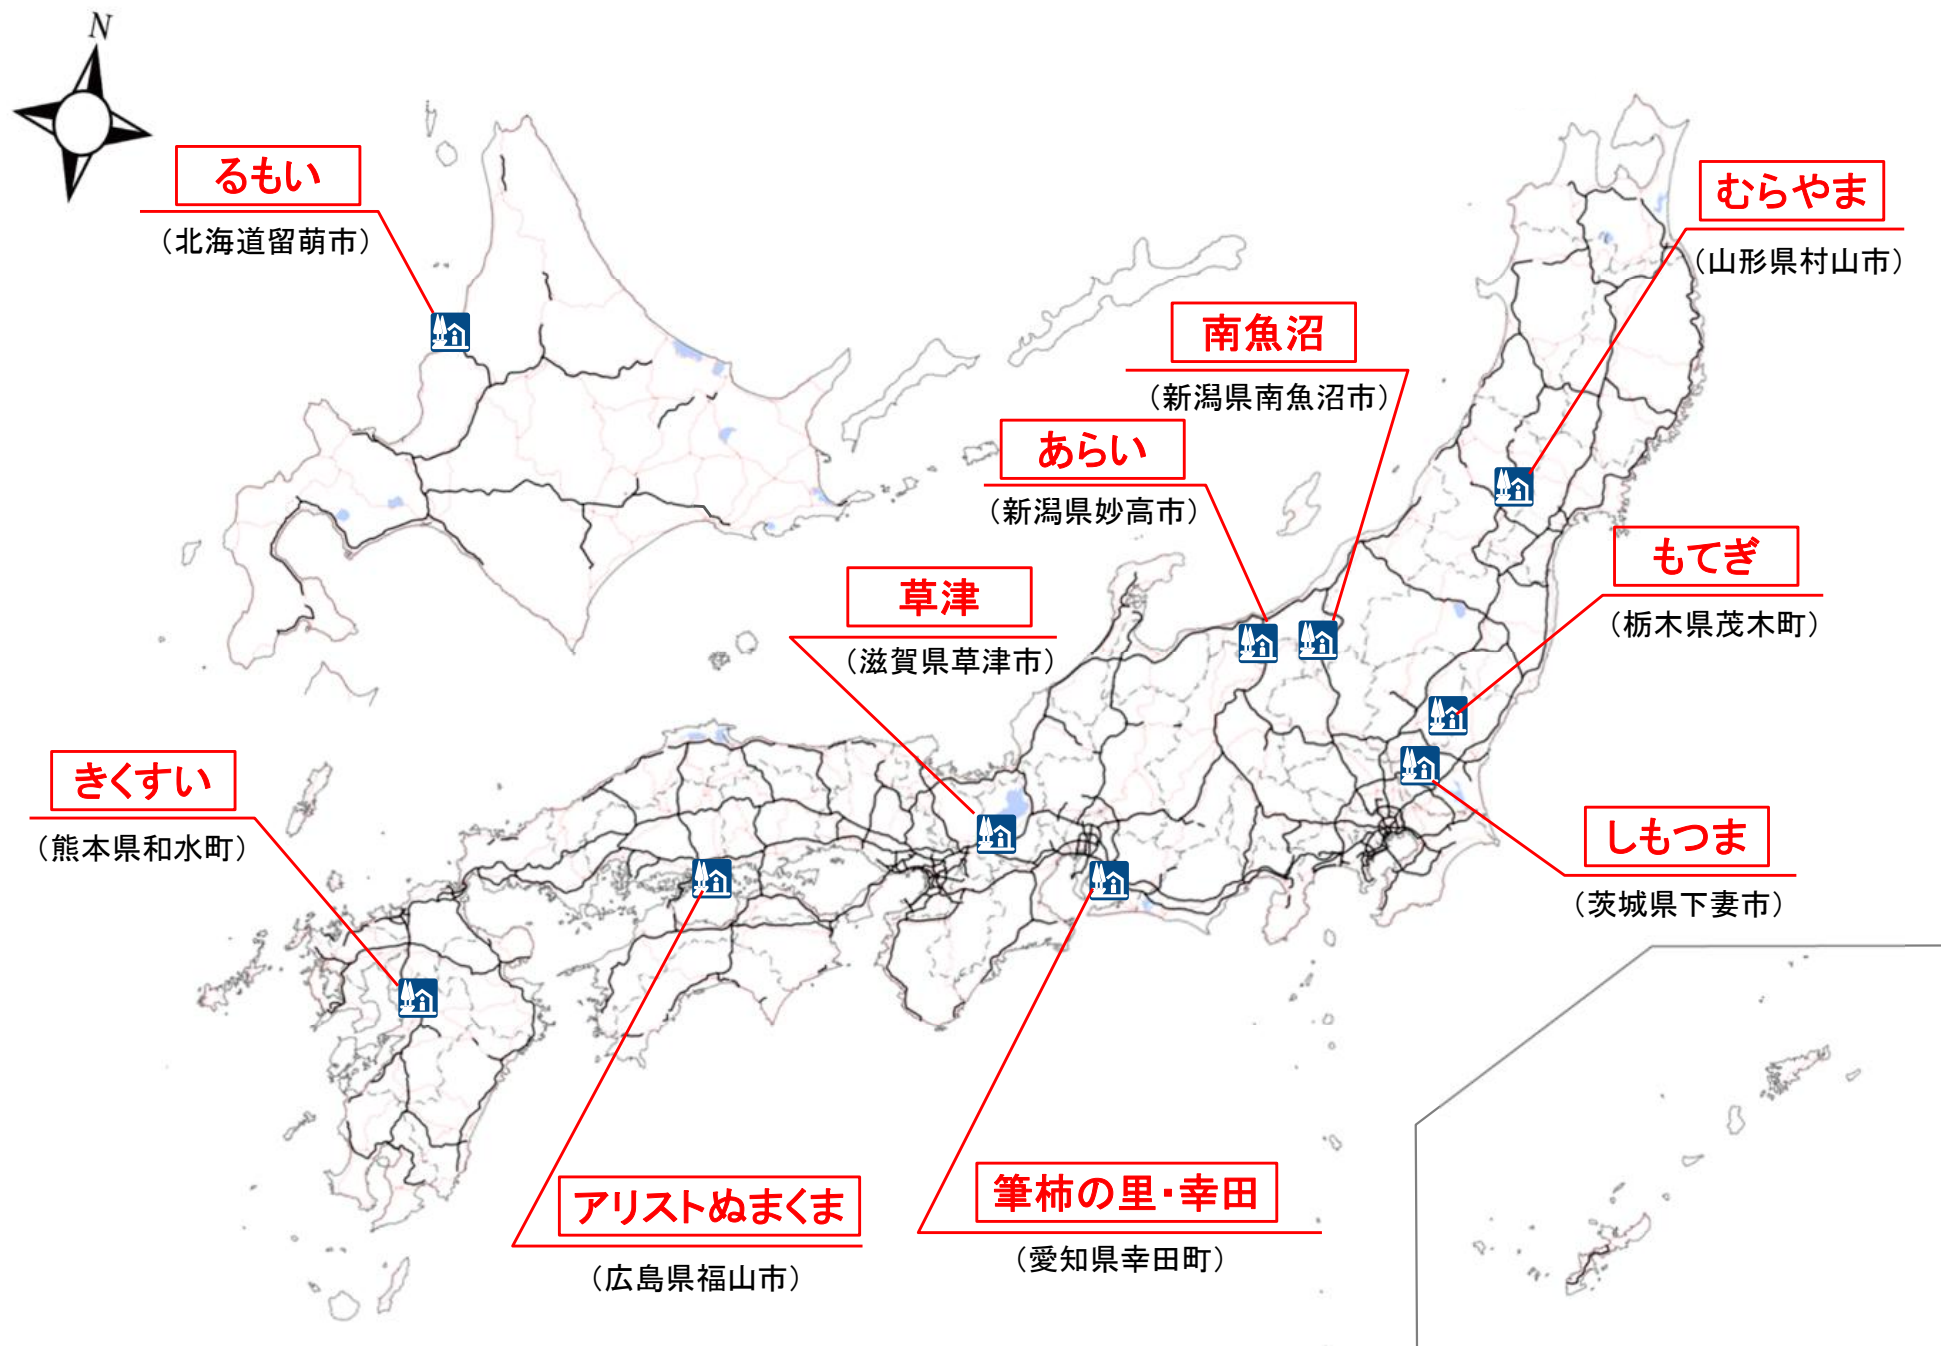 N
るもい
（北海道留萌市）
むらやま
（山形県村山市）
南魚沼
（新潟県南魚沼市）
あらい
（新潟県妙高市）
もてぎ
（栃木県茂木町）
草津
（滋賀県草津市）
きくすい
（熊本県和水町）
しもつま
（茨城県下妻市）
アリストぬまくま
（広島県福山市）
筆柿の里・幸田
（愛知県幸田町）